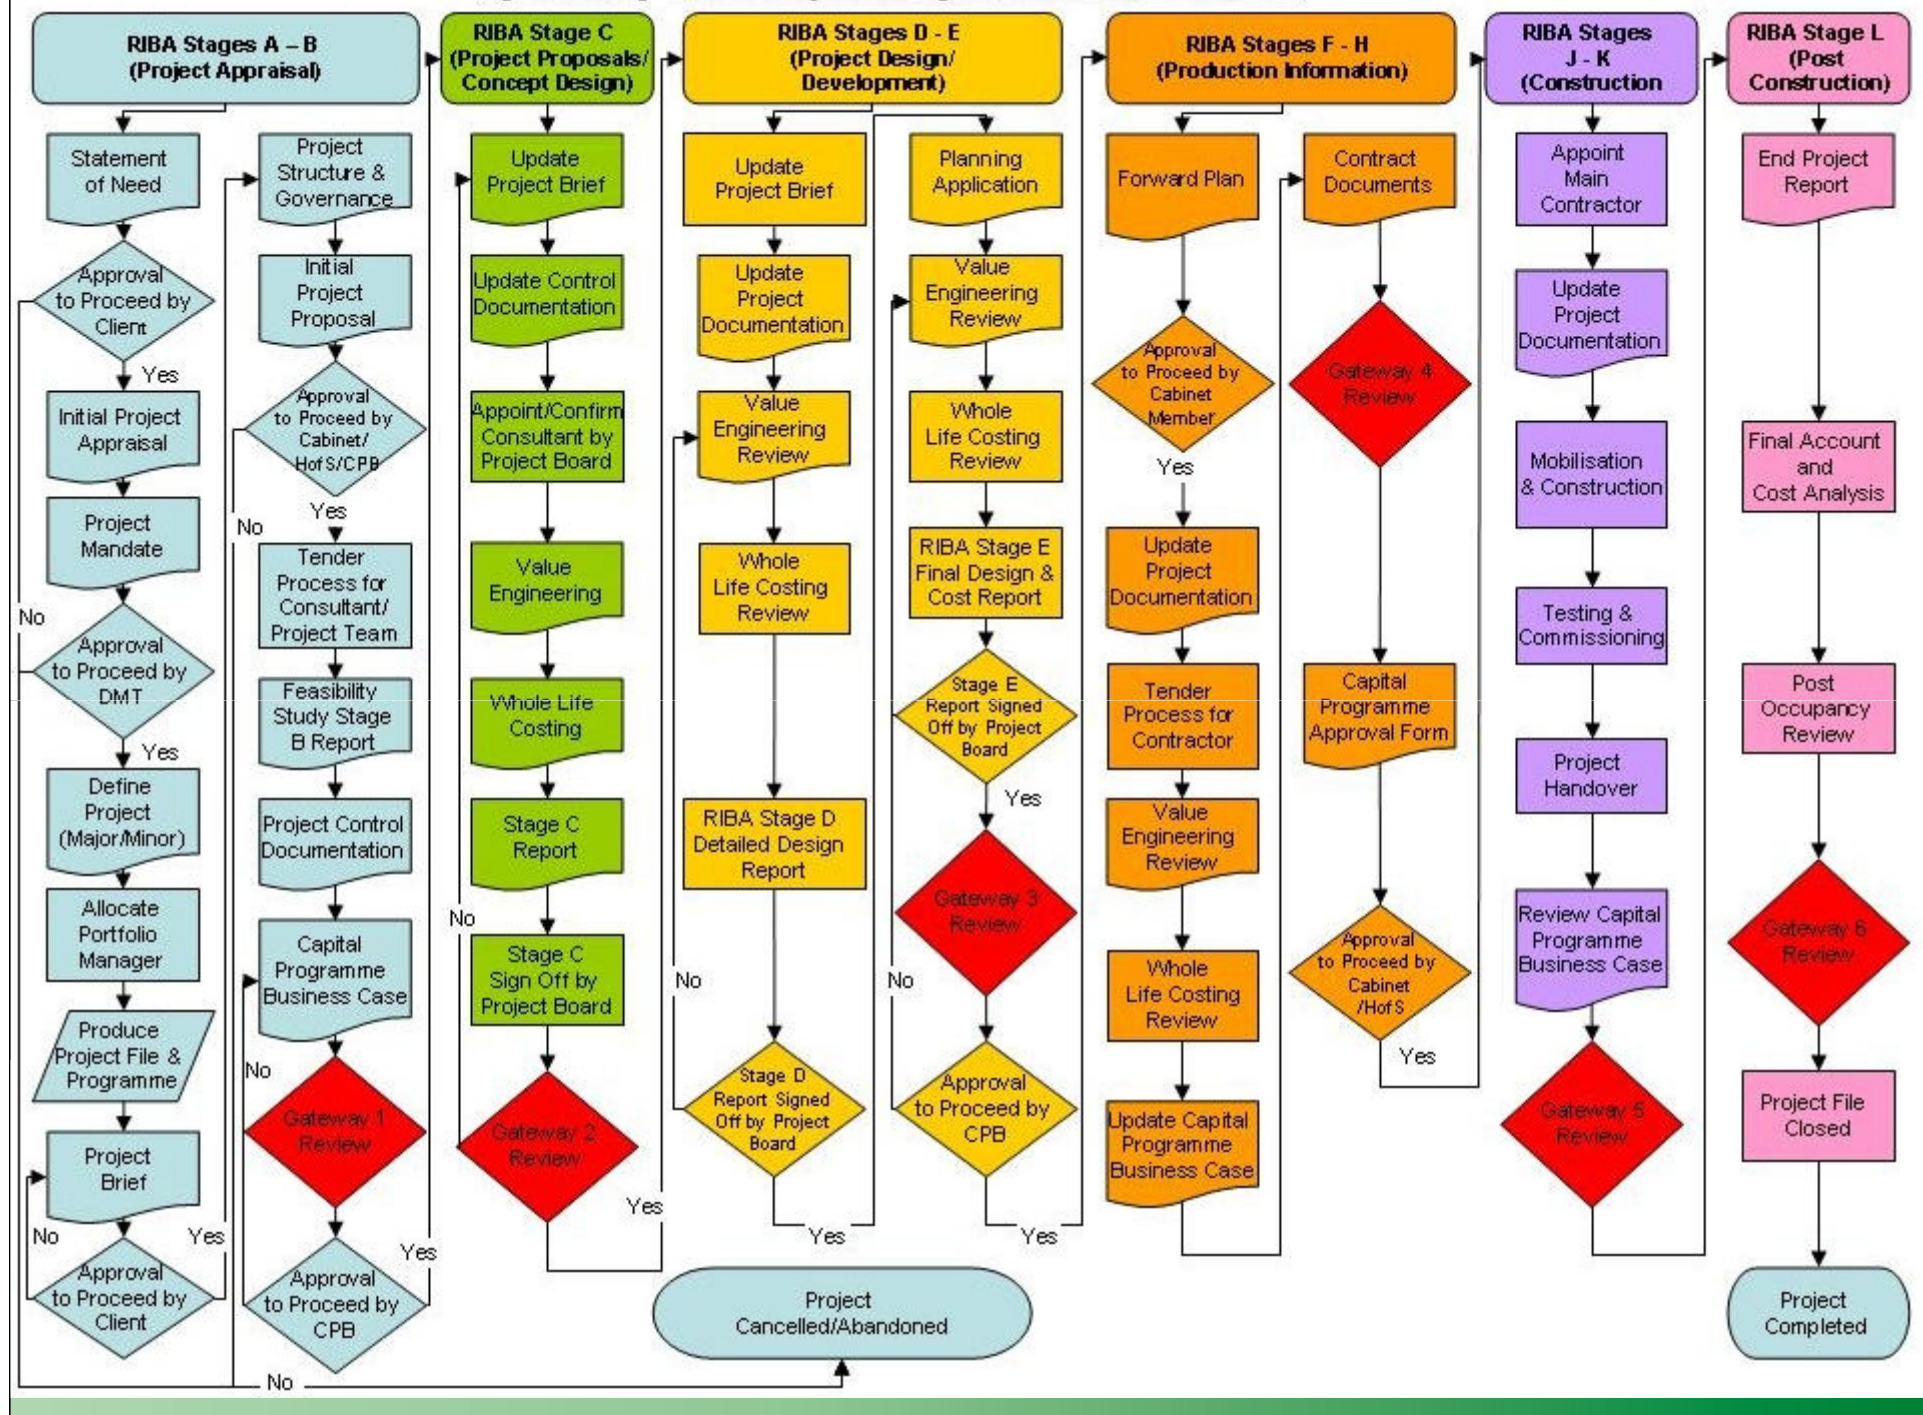 RIBA Stages A – B
(Project Appraisal)
Statement
of Need
Approval
to Proceed by
Client
Yes
Initial Project
Appraisal
Project
Mandate
No
Approval
to Proceed by
DMT
Yes
Define
Project
(Major/Minor)
Allocate
Portfolio
Manager
Produce
Project File &
Programme
Project
Brief
No
Yes
Approval
to Proceed by
Client
Project
Structure &
Governance
Initial
Project
Proposal
Approval
to Proceed by
Cabinet/
HofS/CPB
Yes
No
Tender
Process for
Consultant/
Project Team
Feasibility
Study Stage
B Report
Project Control
Documentation
Capital
Programme
Business Case
No
Gateway 1
Review
Yes
Approval
to Proceed by
CPB
No
RIBA Stage C
(Project Proposals/
Concept Design)
Update
Project Brief
Update Control
Documentation
Appoint/Confirm
Consultant by
Project Board
Value
Engineering
Whole Life
Costing
Stage C
Report
No
Stage C
Sign Off by
Project Board
Gateway 2
Review
Yes
RIBA Stages D - E
(Project Design/
Development)
Update
Project Brief
Update
Project
Documentation
Value
Engineering
Review
Whole
Life Costing
Review
RIBA Stage D
Detailed Design
Report
No
Stage D
Report Signed
Off by Project
Board
Yes
Planning
Application
Value
Engineering
Review
Whole
Life Costing
Review
RIBA Stage E
Final Design &
Cost Report
Stage E
Report Signed
Off by Project
Board
Yes
Gateway 3
Review
No
Approval
to Proceed by
CPB
Yes
Project
Cancelled/Abandoned
RIBA Stages F - H
(Production Information)
Forward Plan
Approval
to Proceed by
Cabinet
Member
Yes
Update
Project
Documentation
Tender
Process for
Contractor
Value
Engineering
Review
Whole
Life Costing
Review
Update Capital
Programme
Business Case
Contract
Documents
Gateway 4
Review
Capital
Programme
Approval Form
Approval
to Proceed by
Cabinet
/HofS
Yes
RIBA Stages
J - K
(Construction
Appoint
Main
Contractor
Update
Project
Documentation
Mobilisation
& Construction
Testing &
Commissioning
Project
Handover
Review Capital
Programme
Business Case
Gateway 5
Review
RIBA Stage L
(Post
Construction)
End Project
Report
Final Account
and
Cost Analysis
Post
Occupancy
Review
Gateway 6
Review
Project File
Closed
Project
Completed